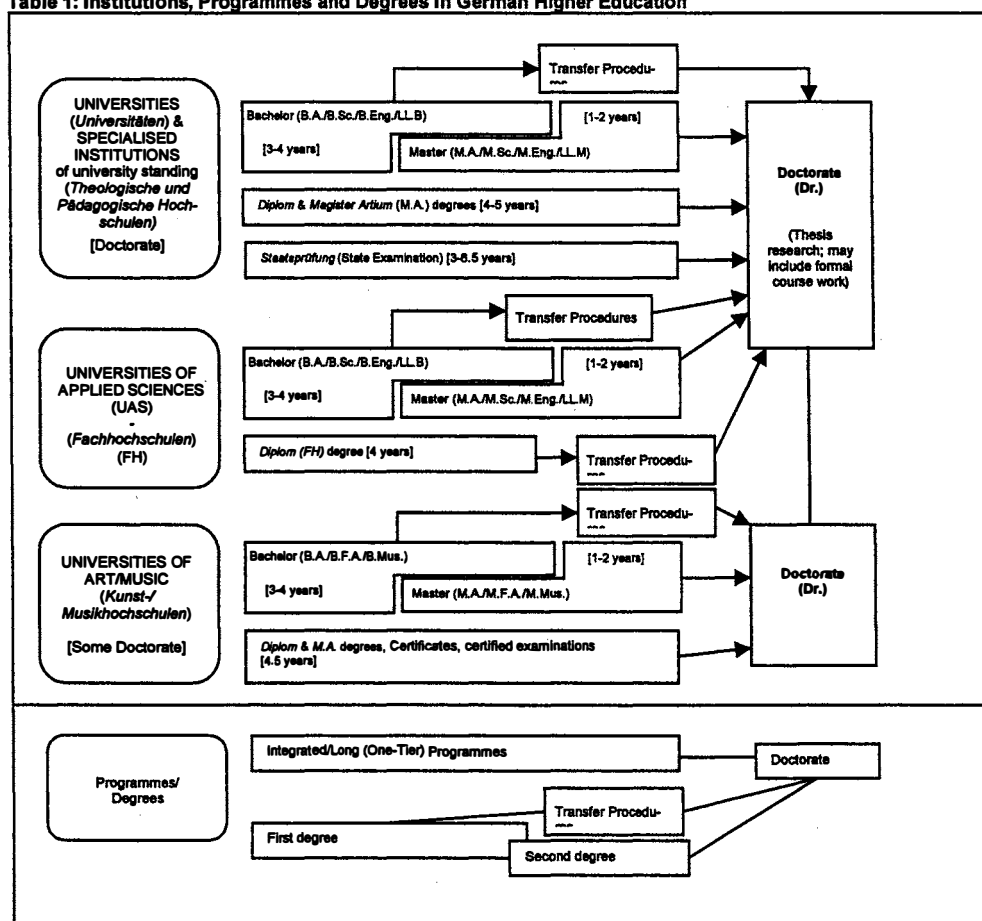 Table 1: Institutions, Programmes and Degrees in German Higher Education
Transfer Procedu-
UNIVERSITIES
(Universitäten) &
SPECIALISED
INSTITUTIONS
of university standing
(Theologische und
Pädagogische Hoch-
schulen)
[Doctorate]
Bachelor (B.A./B.Sc./B.Eng./LL.B)
[3-4 years]
[1-2 years]
Master (M.A./M.Sc./M.Eng./LL.M)
Diplom & Magister Artium (M.A.) degrees [4-5 years]
Staatsprüfung (State Examination) [3-6.5 years]
Doctorate
(Dr.)
(Thesis
research; may
include formal
course work)
Transfer Procedures
UNIVERSITIES OF
APPLIED SCIENCES
(UAS)
-
(Fachhochschulen)
(FH)
Bachelor (B.A./B.Sc./B.Eng./LL.B)
[3-4 years]
[1-2 years]
Master (M.A./M.Sc./M.Eng./LL.M)
Diplom (FH) degree [4 years]
Transfer Procedu-
Transfer Procedu-
UNIVERSITIES OF
ART/MUSIC
(Kunst-/
Musikhochschulen)
[Some Doctorate]
Bachelor (B.A./B.F.A./B.Mus.)
[3-4 years]
[1-2 years]
Master (M.A./M.F.A./M.Mus.)
Diplom & M.A. degrees, Certificates, certified examinations
[4.5 years]
Doctorate
(Dr.)
Programmes/
Degrees
Integrated/Long (One-Tier) Programmes
Doctorate
Transfer Procedu-
First degree
Second degree